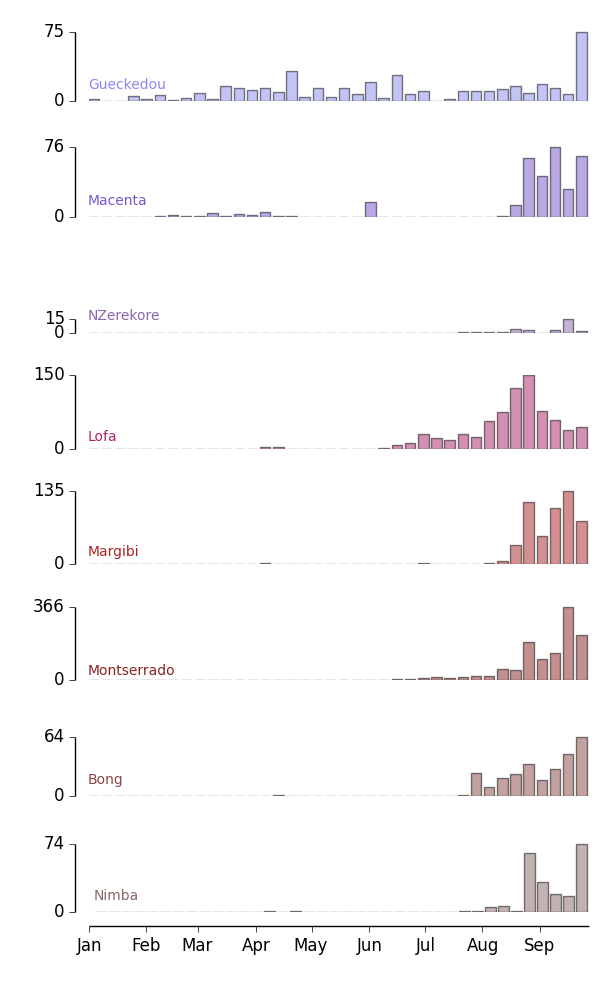 75
Gueckedou
0
76
Macenta
0
NZerekore
15
0
150
Lofa
0
135
Margibi
0
366
Montserrado
0
64
Bong
0
74
Nimba
0
Jan Feb Mar Apr May Jun Jul Aug Sep